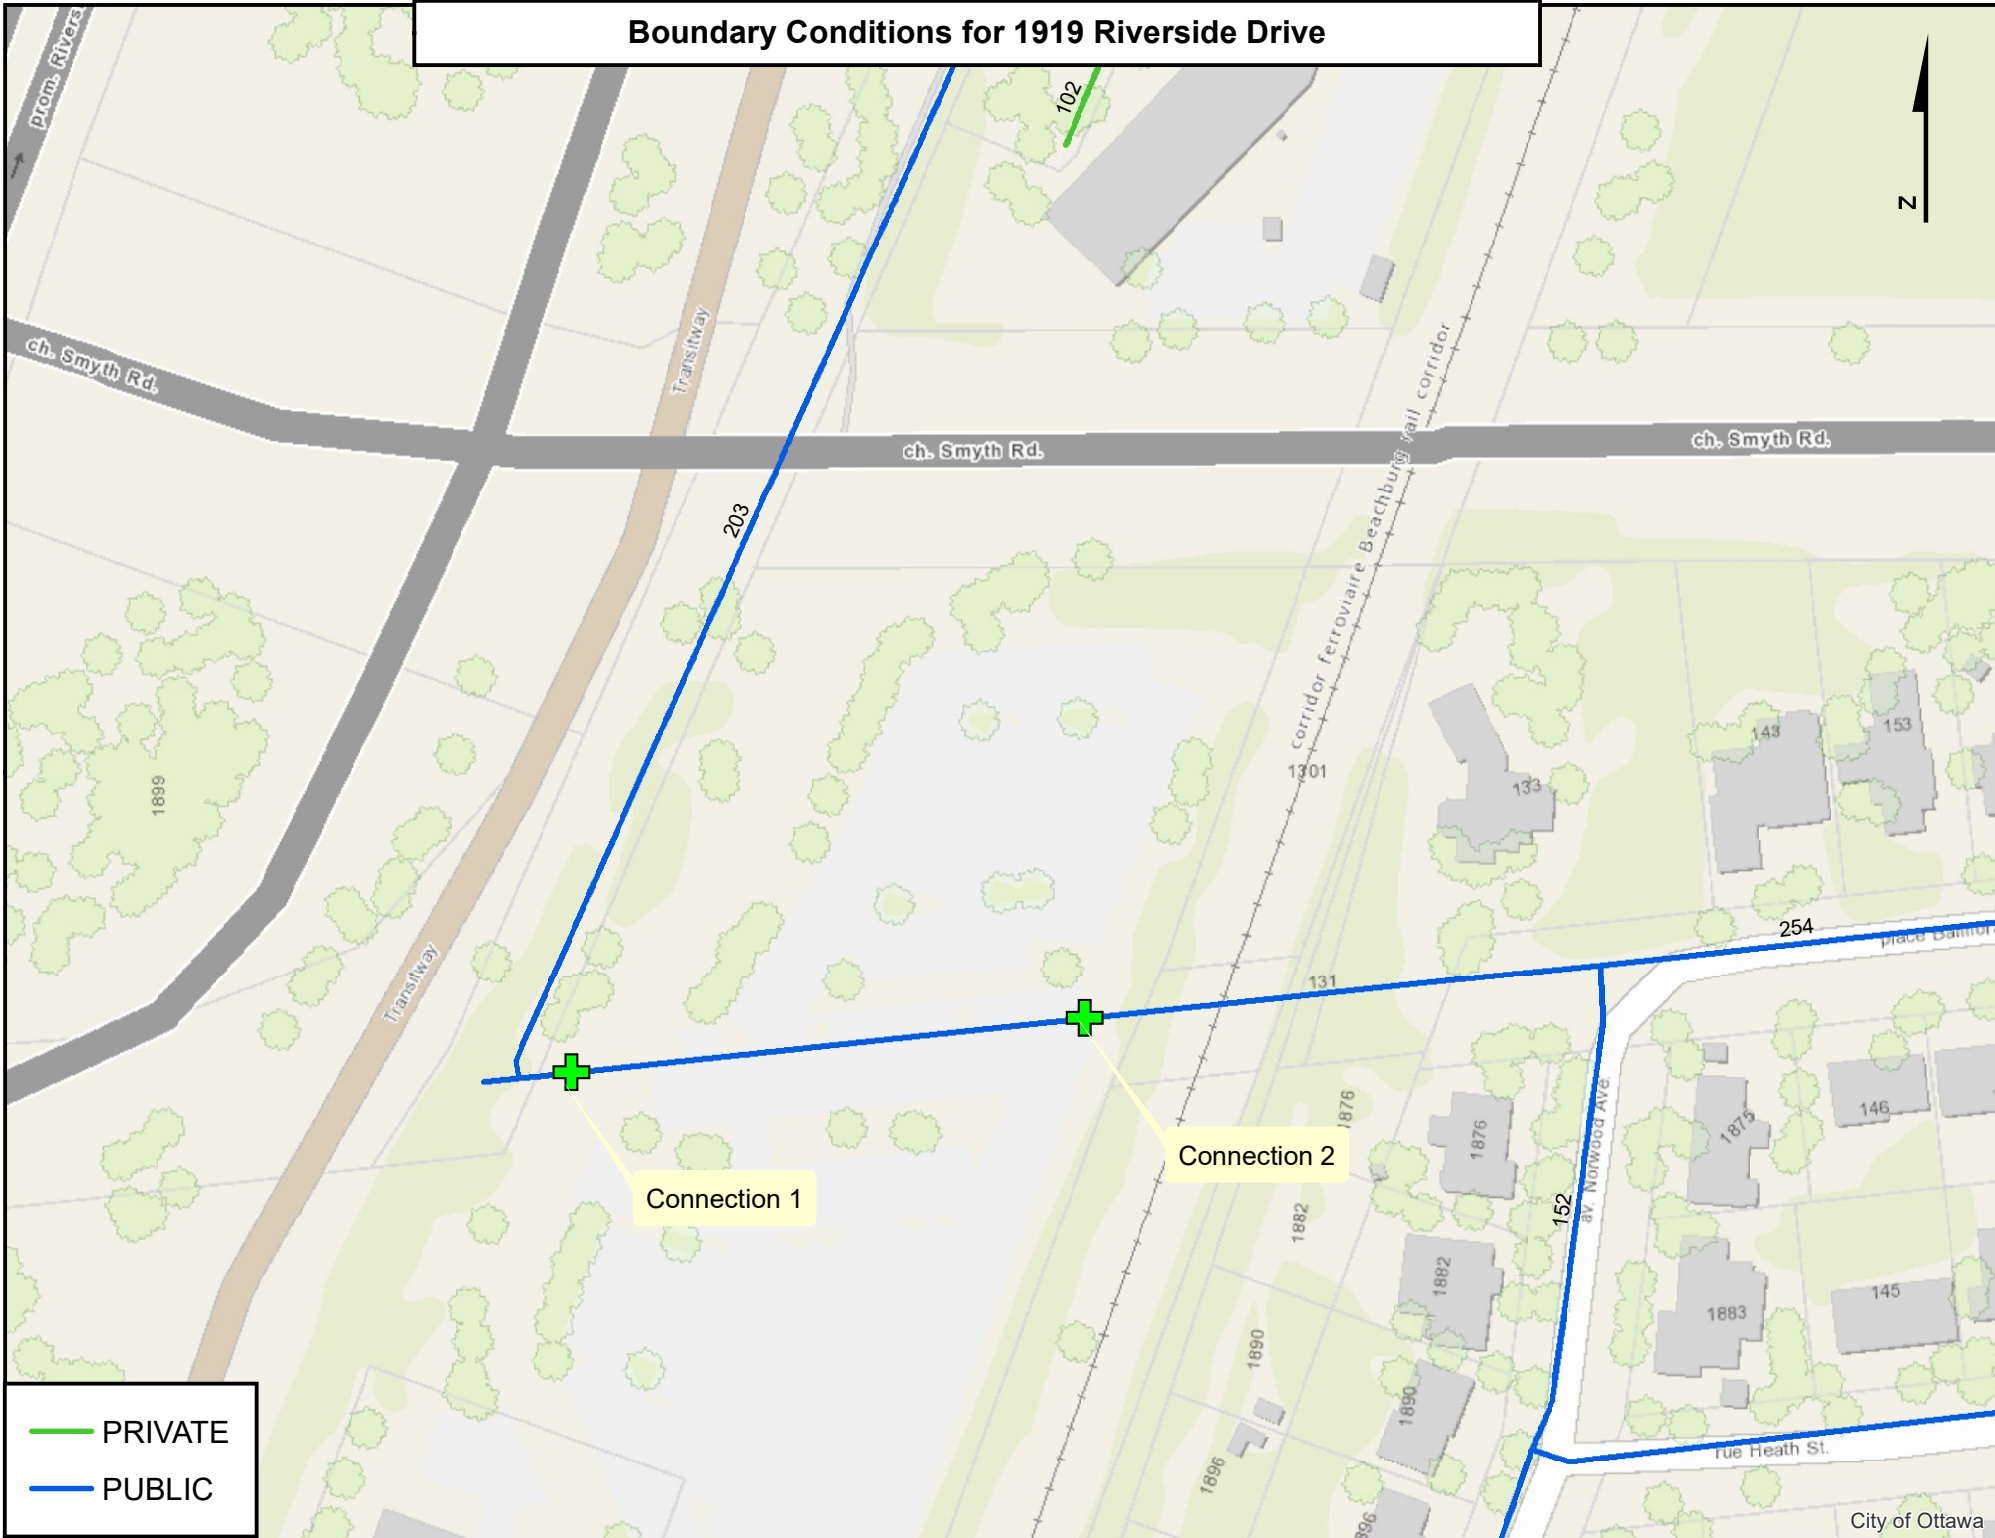 Boundary Conditions for 1919 Riverside Drive
prom. Rivers
102
N
ch. Smyth Rd.
Transitway
ch. Smyth Rd.
ch. Smyth Rd.
203
corridor ferroviaire Beachburg rail corridor
1301
1899
133
143
153
Transitway
131
254
place
Connection 1
Connection 2
1876
1876
1882
1882
1890
1890
1896
152
av. Norwood Ave.
1875
146
1883
145
rue Heath St.
PRIVATE
PUBLIC
City of Ottawa